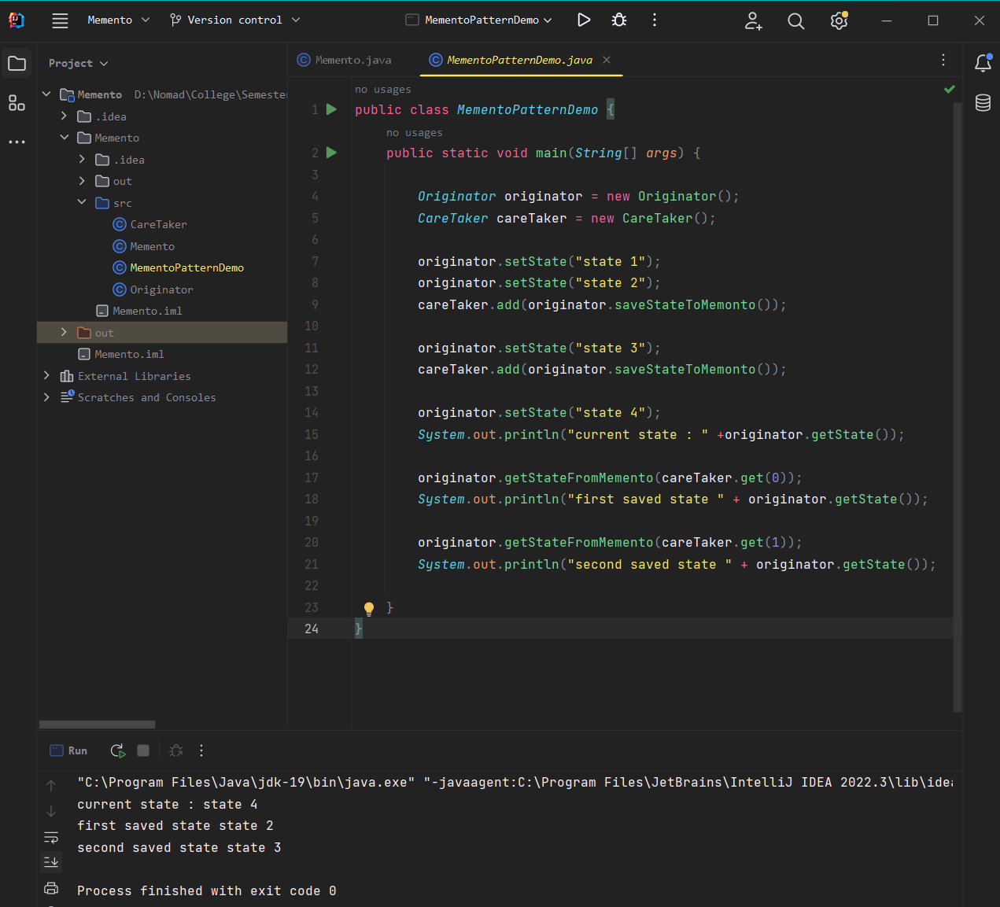 Memento
Version control
MementoPatternDemo
Project
Memento.java
MementoPatternDemo.java
Memento D:\Nomad\College\Semester
.idea
Memento
.idea
out
src
CareTaker
Memento
MementoPatternDemo
Originator
Memento.iml
out
Memento.iml
External Libraries
Scratches and Consoles
no usages
1 public class MementoPatternDemo {
no usages
2 public static void main(String[] args) {
3
4 Originator originator = new Originator();
5 CareTaker careTaker = new CareTaker();
6
7 originator.setState("state 1");
8 originator.setState("state 2");
9 careTaker.add(originator.saveStateToMemonto());
10
11 originator.setState("state 3");
12 careTaker.add(originator.saveStateToMemonto());
13
14 originator.setState("state 4");
15 System.out.println("current state : " +originator.getState());
16
17 originator.getStateFromMemento(careTaker.get(0));
18 System.out.println("first saved state " + originator.getState());
19
20 originator.getStateFromMemento(careTaker.get(1));
21 System.out.println("second saved state " + originator.getState());
22
23 }
24 }
Run
"C:\Program Files\Java\jdk-19\bin\java.exe" "-javaagent:C:\Program Files\JetBrains\IntelliJ IDEA 2022.3\lib\idea
current state : state 4
first saved state state 2
second saved state state 3
Process finished with exit code 0